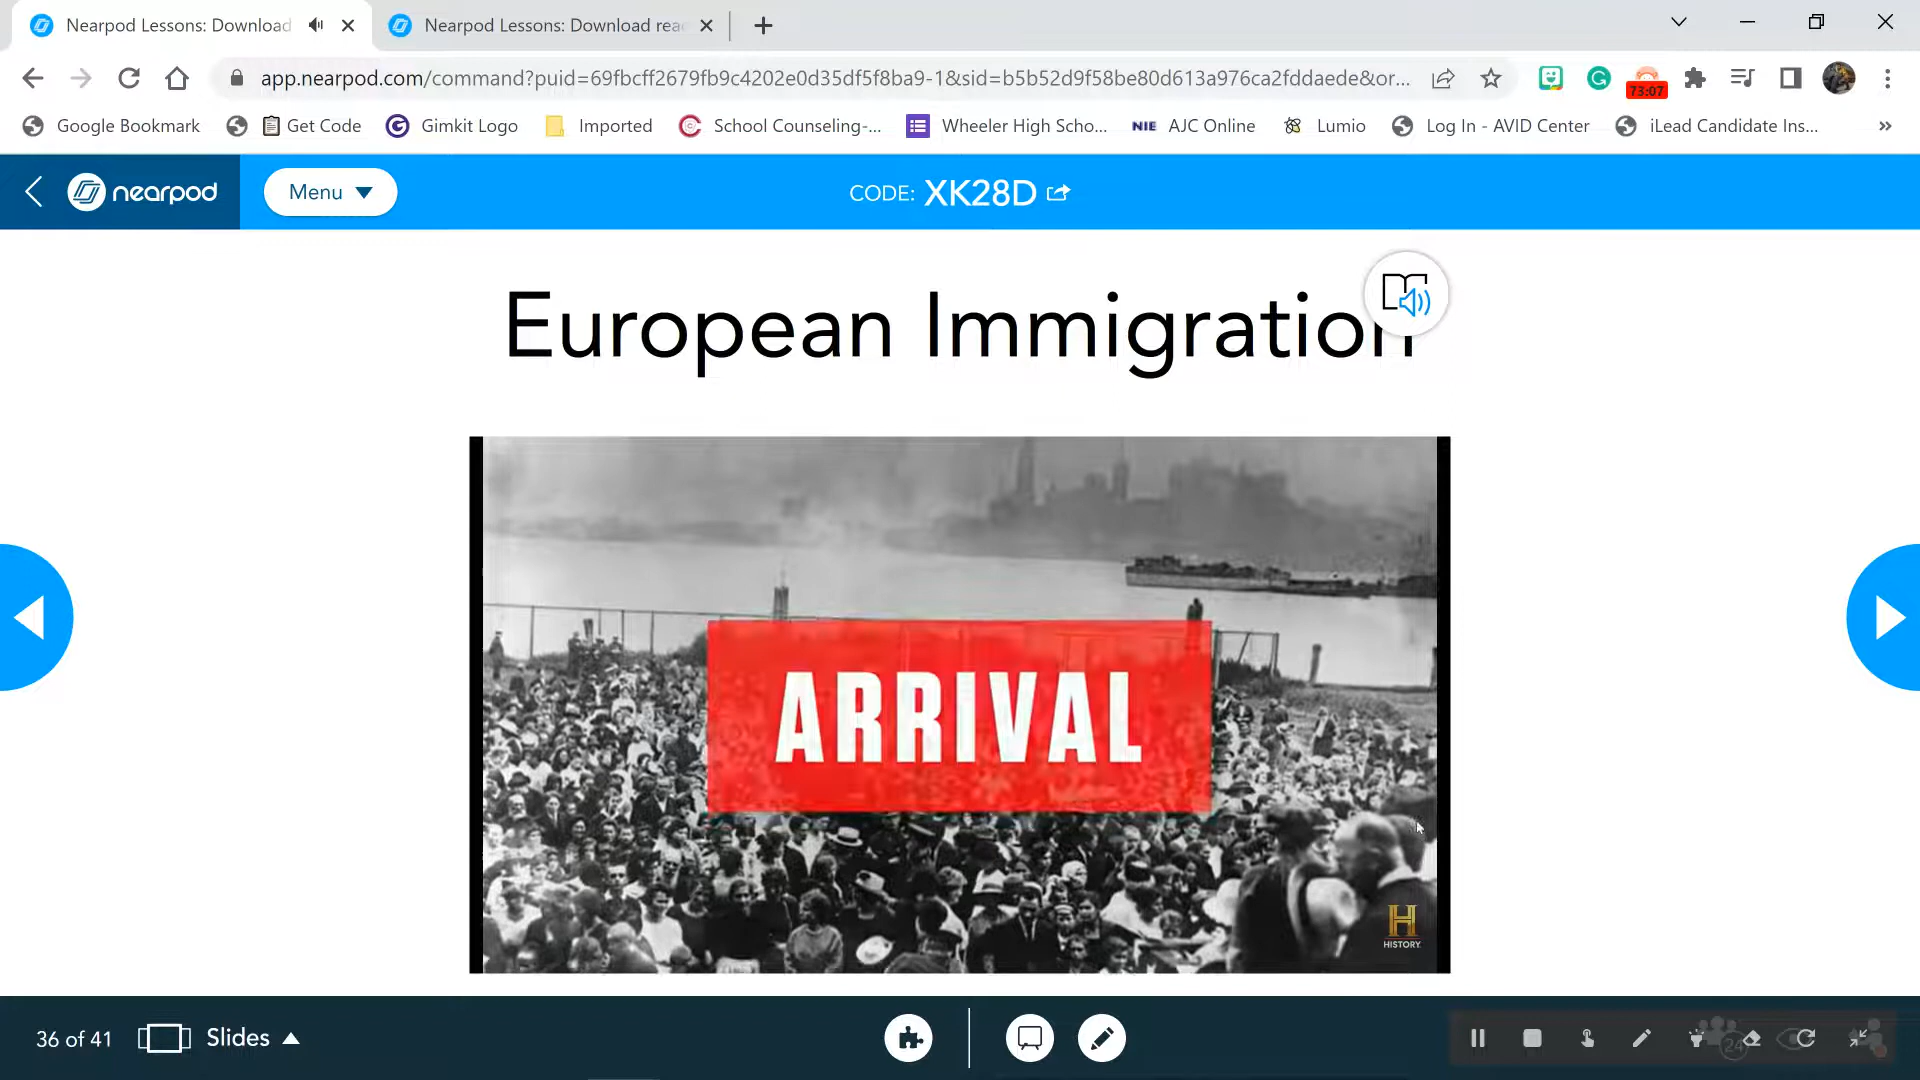 Nearpod Lessons: Download
Nearpod Lessons: Download rea
app.nearpod.com/command?puid=69fbcff2679fb9c4202e0d35df5f8ba9-1&sid=b5b52d9f58be80d613a976ca2fddaede&or...
73:07
Google Bookmark
Get Code
Gimkit Logo
Imported
School Counseling-...
Wheeler High Scho...
NIE AJC Online
Lumio
Log In - AVID Center
iLead Candidate Ins...
nearpod
Menu
CODE: XK28D
European Immigration
ARRIVAL
H
HISTORY
36 of 41
Slides
24